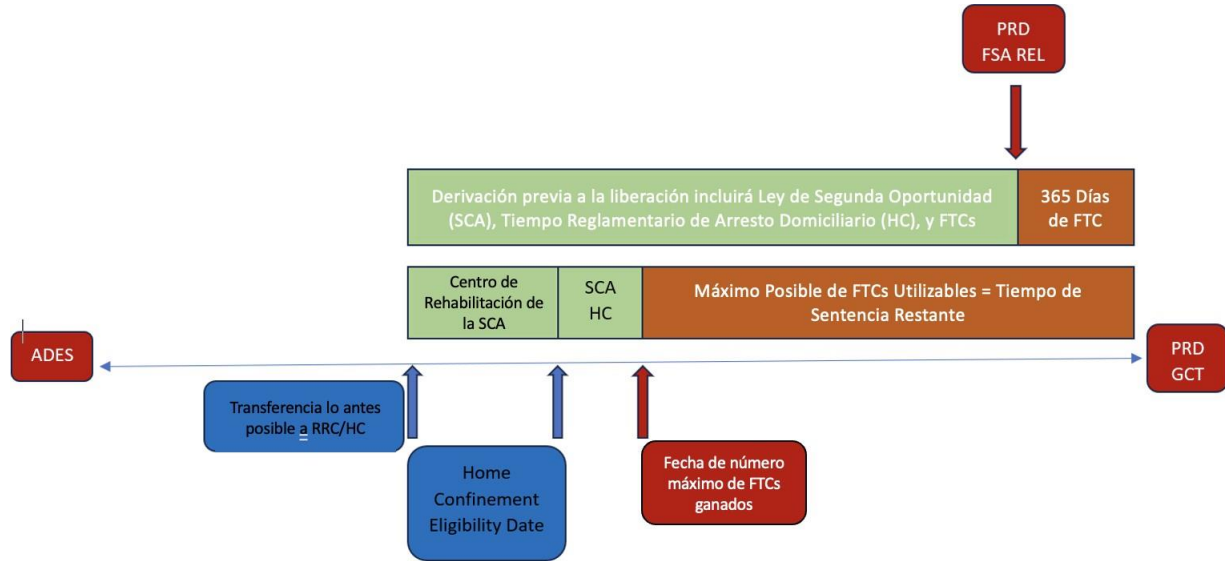 PRD
FSA REL
Derivación previa a la liberación incluirá Ley de Segunda Oportunidad
(SCA), Tiempo Reglamentario de Arresto Domiciliario (HC), y FTCs
365 Días
de FTC
Centro de
Rehabilitación de
la SCA
SCA
HC
Máximo Posible de FTCs Utilizables = Tiempo de
Sentencia Restante
ADES
PRD
GCT
Transferencia lo antes
posible a RRC/HC
Home
Confinement
Eligibility Date
Fecha de número
máximo de FTCs
ganados